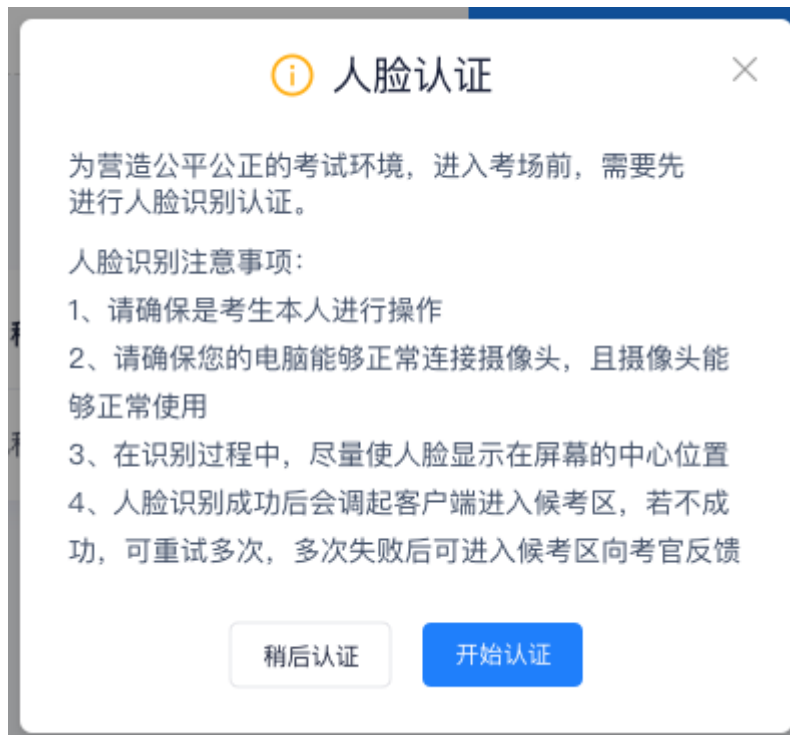 人脸认证
为营造公平公正的考试环境，进入考场前，需要先
进行人脸识别认证。
人脸识别注意事项：
1、请确保是考生本人进行操作
2、请确保您的电脑能够正常连接摄像头，且摄像头能
够正常使用
3、在识别过程中，尽量使人脸显示在屏幕的中心位置
4、人脸识别成功后会调起客户端进入候考区，若不成
功，可重试多次，多次失败后可进入候考区向考官反馈
稍后认证
开始认证